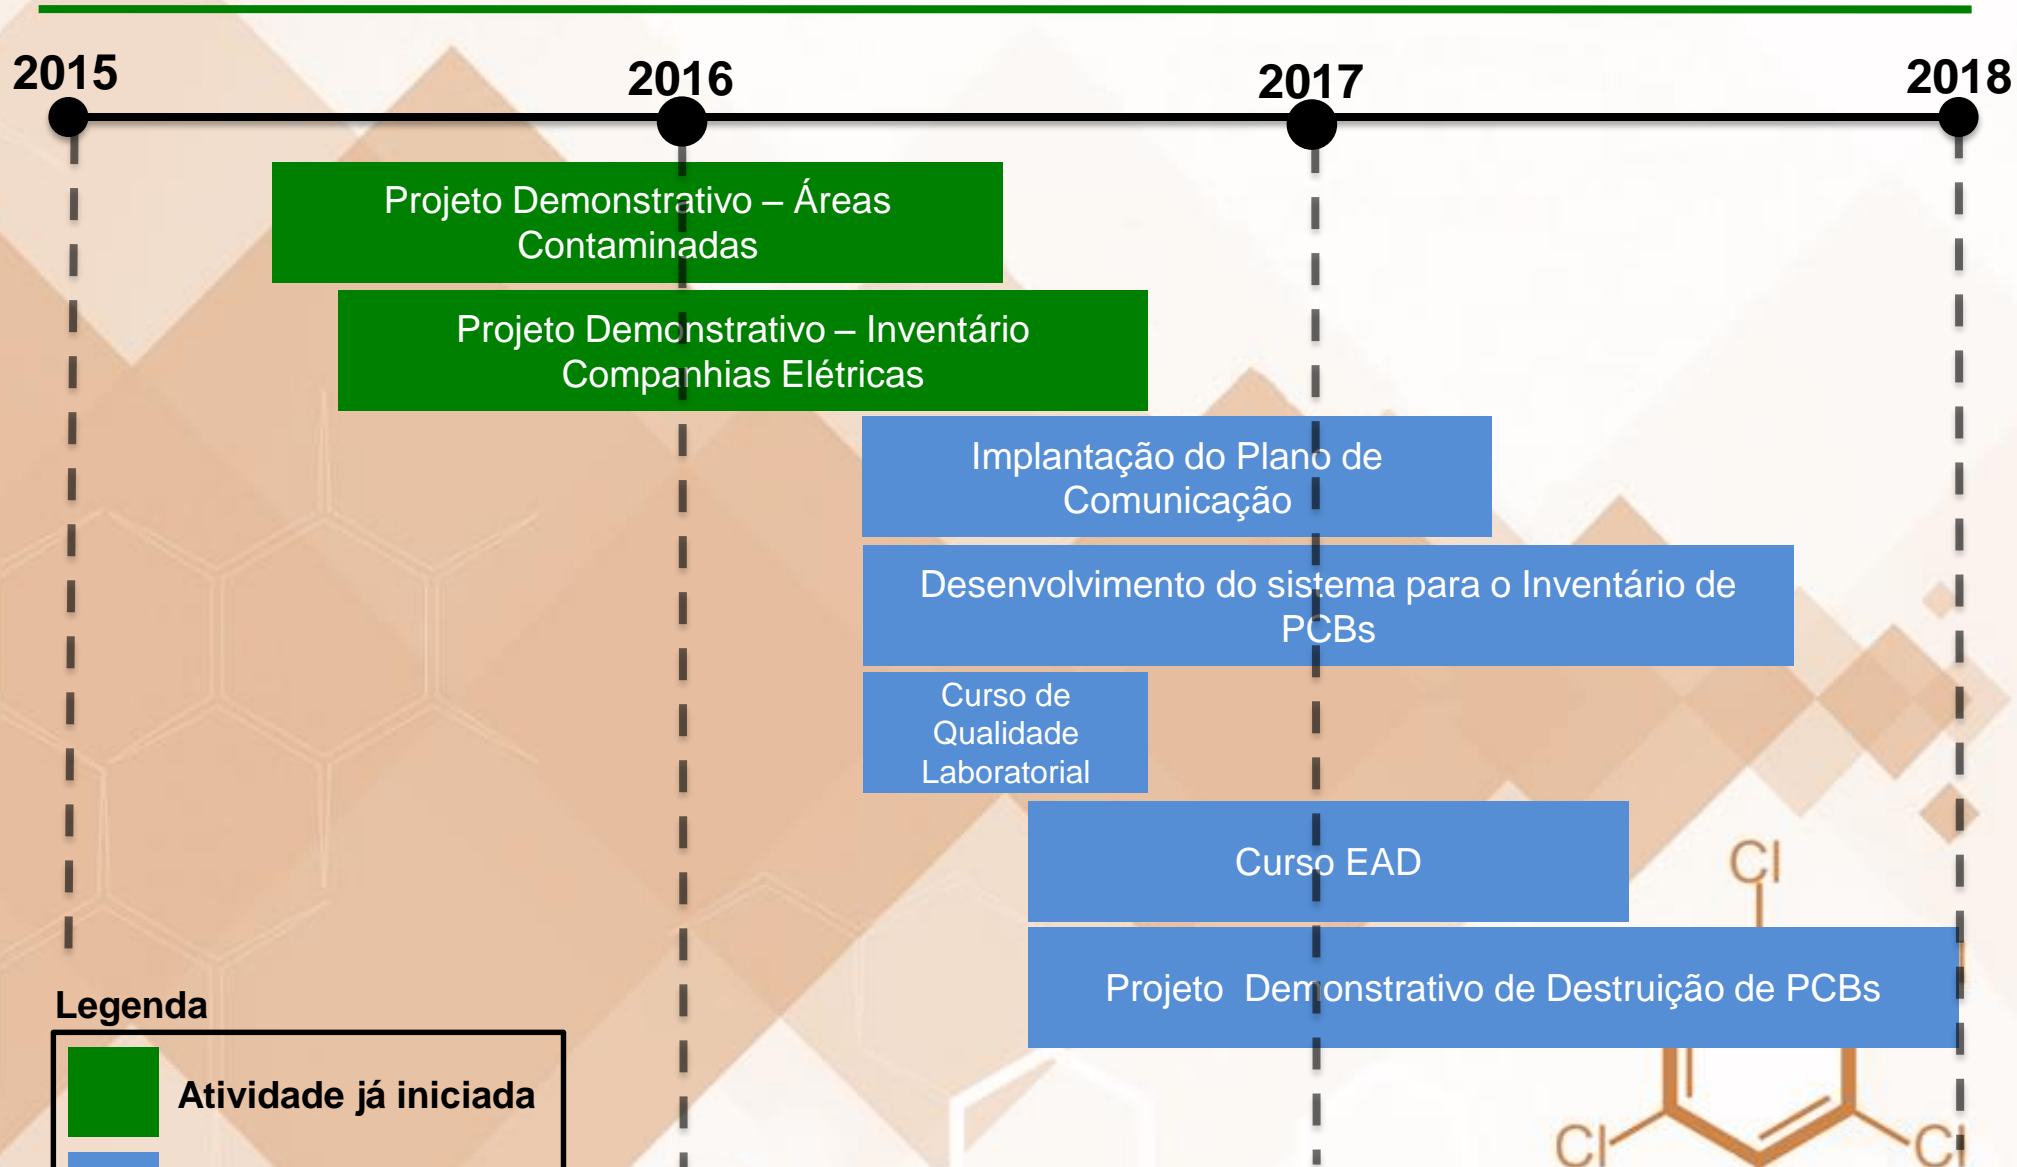 2015
2016
2017
2018
Projeto Demonstrativo – Áreas
Contaminadas
Projeto Demonstrativo – Inventário
Companhias Elétricas
Implantação do Plano de
Comunicação
Desenvolvimento do sistema para o Inventário de
PCBs
Curso de
Qualidade
Laboratorial
Curso EAD
Projeto  Demonstrativo de Destruição de PCBs
Legenda
Atividade já iniciada
Cl
Cl
Cl